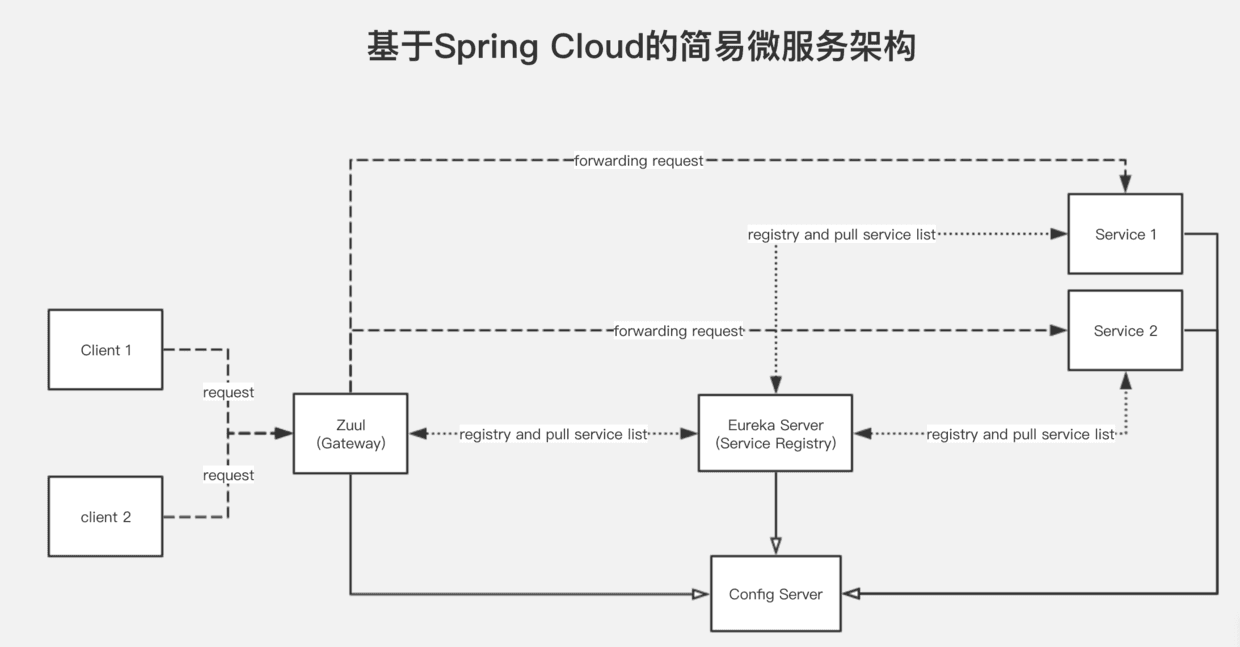 基于Spring Cloud的简易微服务架构
forwarding request
registry and pull service list
Service 1
forwarding request
Service 2
Client 1
request
Zuul
(Gateway)
registry and pull service list
Eureka Server
(Service Registry)
registry and pull service list
request
client 2
Config Server